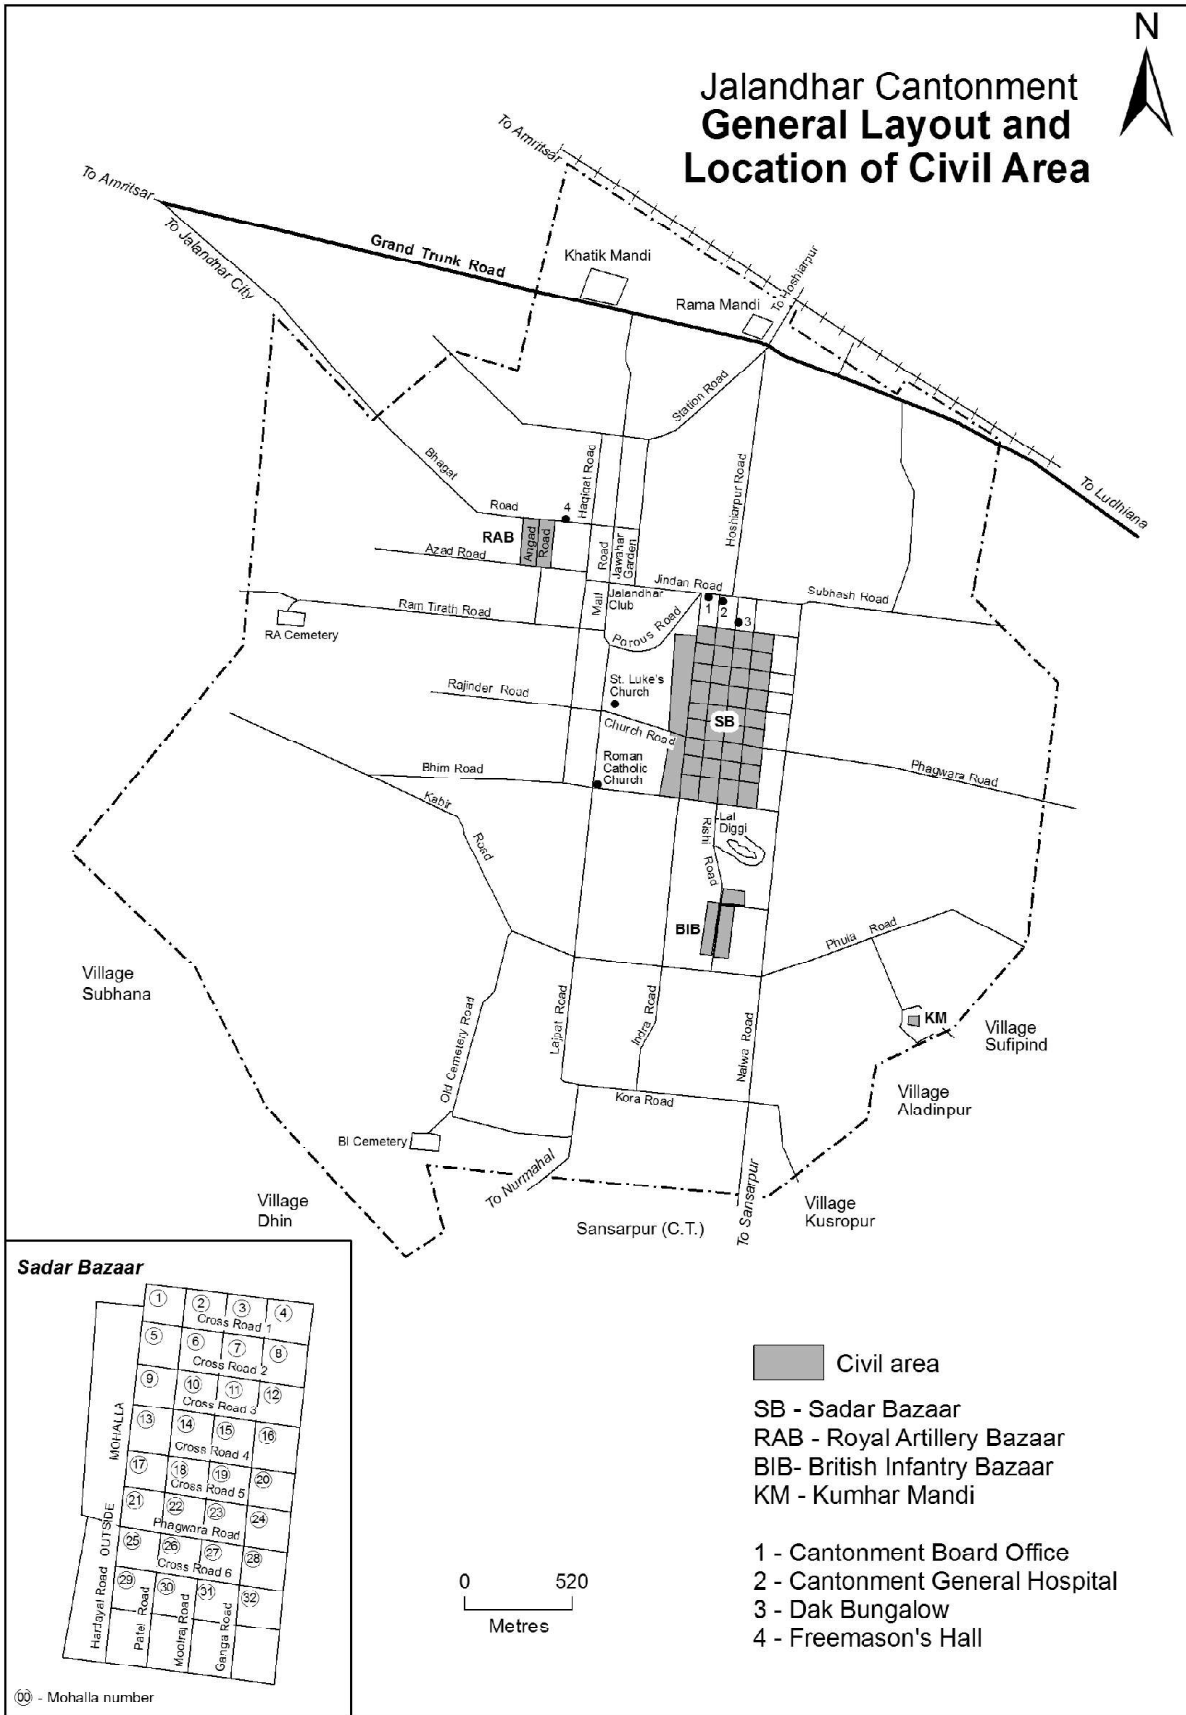 N
Jalandhar Cantonment
General Layout and
Location of Civil Area
To Amritsar
To Amritsar
To Jalandhar City
Grand Trunk Road
Khatik Mandi
Rama Mandi
To Hoshiarpur
Station Road
To Ludhiana
Bhagat
Road
4
Haqiqat Road
Hoshiarpur Road
RAB
Angad
Road
Azad Road
Road
Mall
Jawahar
Garden
Jindan Road
Subhash Road
Jalandhar
Club
1
2
3
Ram Tirath Road
RA Cemetery
Porous Road
St. Luke's
Church
Rajinder Road
SB
Church Road
Roman
Catholic
Church
Bhim Road
Phagwara Road
Kabir
Road
Lal
Diggi
Rishi
Road
BIB
Phula Road
Village
Subhana
Old Cemetery Road
Lajpat Road
Indra Road
Nalwa Road
KM
Village
Sufipind
Village
Aladinpur
Kora Road
BI Cemetery
To Nurmahal
Village
Dhin
Sansarpur (C.T.)
To Sansarpur
Village
Kusropur
Sadar Bazaar
1 2 3 4
Cross Road 1
5 6 7 8
Cross Road 2
9 10 11 12
Cross Road 3
13 14 15 16
Cross Road 4
17 18 19 20
Cross Road 5
21 22 23 24
Phagwara Road
25 26 27 28
Cross Road 6
29 30 31 32
OUTSIDE MOHALLA
Hardayal Road
Patel Road
Moolraj Road
Ganga Road
00 - Mohalla number
0 520
Metres
Civil area
SB - Sadar Bazaar
RAB - Royal Artillery Bazaar
BIB- British Infantry Bazaar
KM - Kumhar Mandi
1 - Cantonment Board Office
2 - Cantonment General Hospital
3 - Dak Bungalow
4 - Freemason's Hall